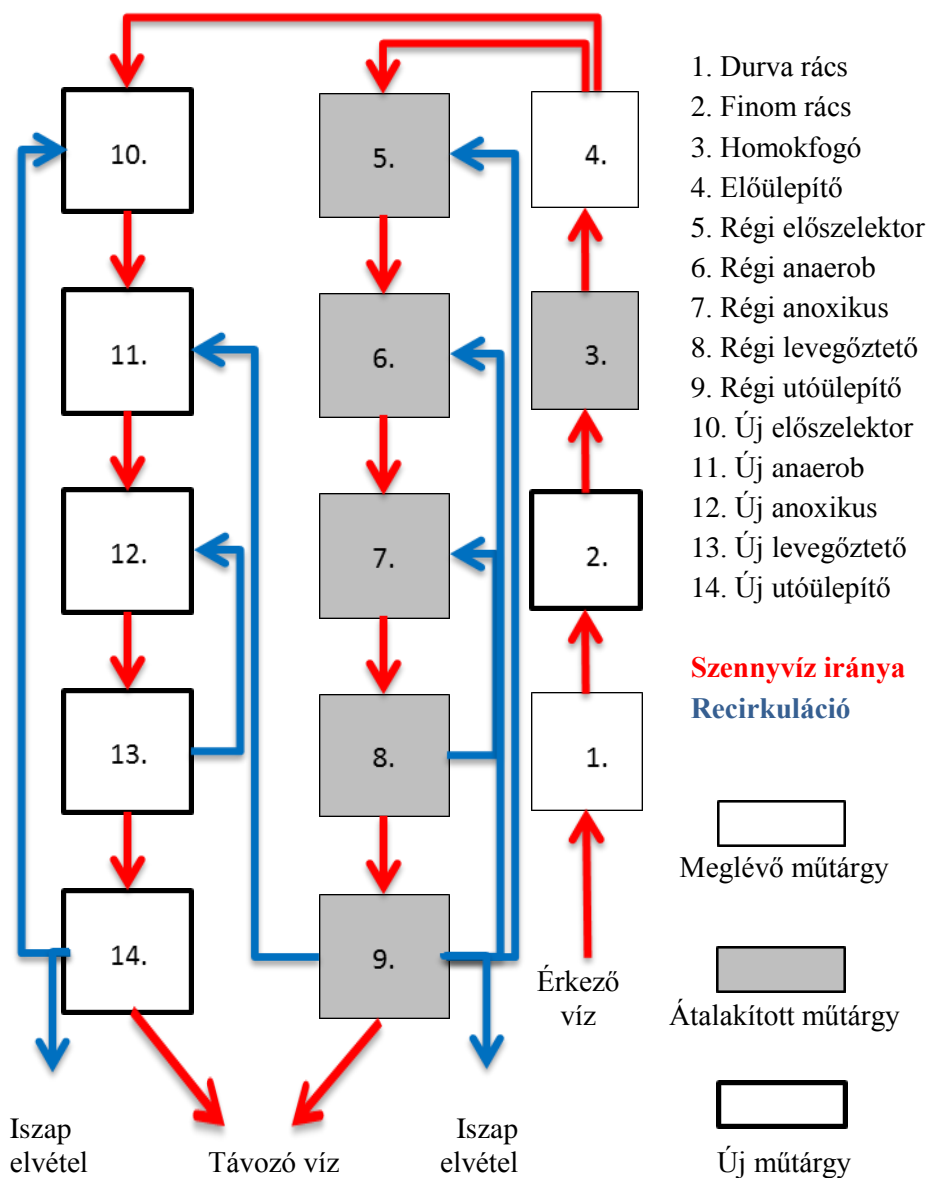 10.
11.
12.
13.
14.
5.
6.
7.
8.
9.
4.
3.
2.
1.
Érkező
víz
Iszap
elvétel
Távozó víz
Iszap
elvétel
1. Durva rács
2. Finom rács
3. Homokfogó
4. Előülepítő
5. Régi előszelektor
6. Régi anaerob
7. Régi anoxikus
8. Régi levegőztető
9. Régi utóülepítő
10. Új előszelektor
11. Új anaerob
12. Új anoxikus
13. Új levegőztető
14. Új utóülepítő
Szennyvíz iránya
Recirkuláció
Meglévő műtárgy
Átalakított műtárgy
Új műtárgy